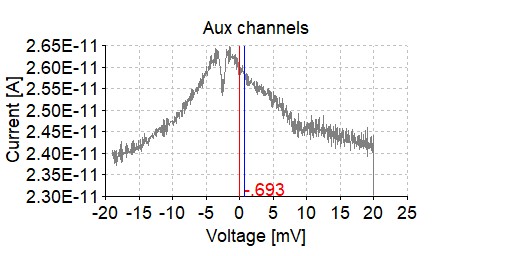 Aux channels
2.65E-11
2.60E-11
2.55E-11
2.50E-11
2.45E-11
2.40E-11
2.35E-11
2.30E-11
Current [A]
-.693
-20 -15 -10 -5 0 5 10 15 20 25
Voltage [mV]